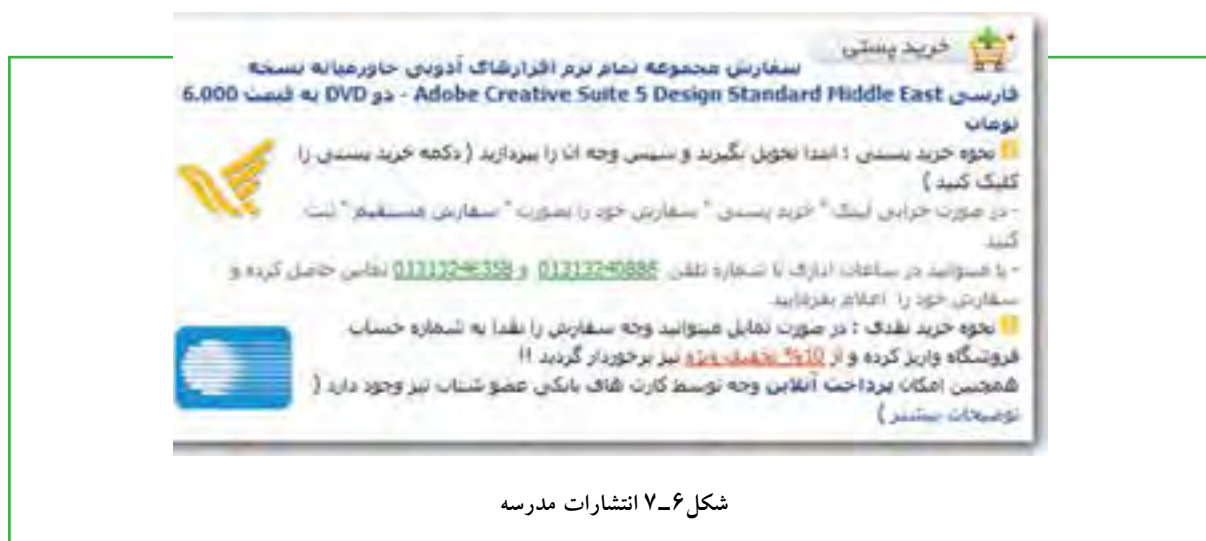 خرید پستی
سفارش مجموعه تمام نرم افزارهای آدوبی خاورمیانه نسخه
فارسی Adobe Creative Suite 5 Design Standard Middle East - دو DVD به قیمت 6.000
تومان
نحوه خرید پستی : ابتدا تحویل بگیرید و سپس وجه آن را بپردازید ( دکمه خرید پستی را
کلیک کنید )
- در صورت خرابی لینک " خرید پستی " سفارش خود را بصورت " سفارش مستقیم " ثبت
کنید
- یا میتوانید در ساعات اداری با شماره تلفن و تماس حاصل کرده و
سفارش خود را اعلام بفرمایید
نحوه خرید نقدی : در صورت تمایل میتوانید وجه سفارش را نقدا به شماره حساب
فروشگاه واریز کرده و از 10% تخفیف ویژه نیز برخوردار گردید !!
همچنین امکان پرداخت آنلاین وجه توسط کارت های بانکی عضو شتاب نیز وجود دارد (
توضیحات بیشتر )
شکل ۶ــ۷ انتشارات مدرسه